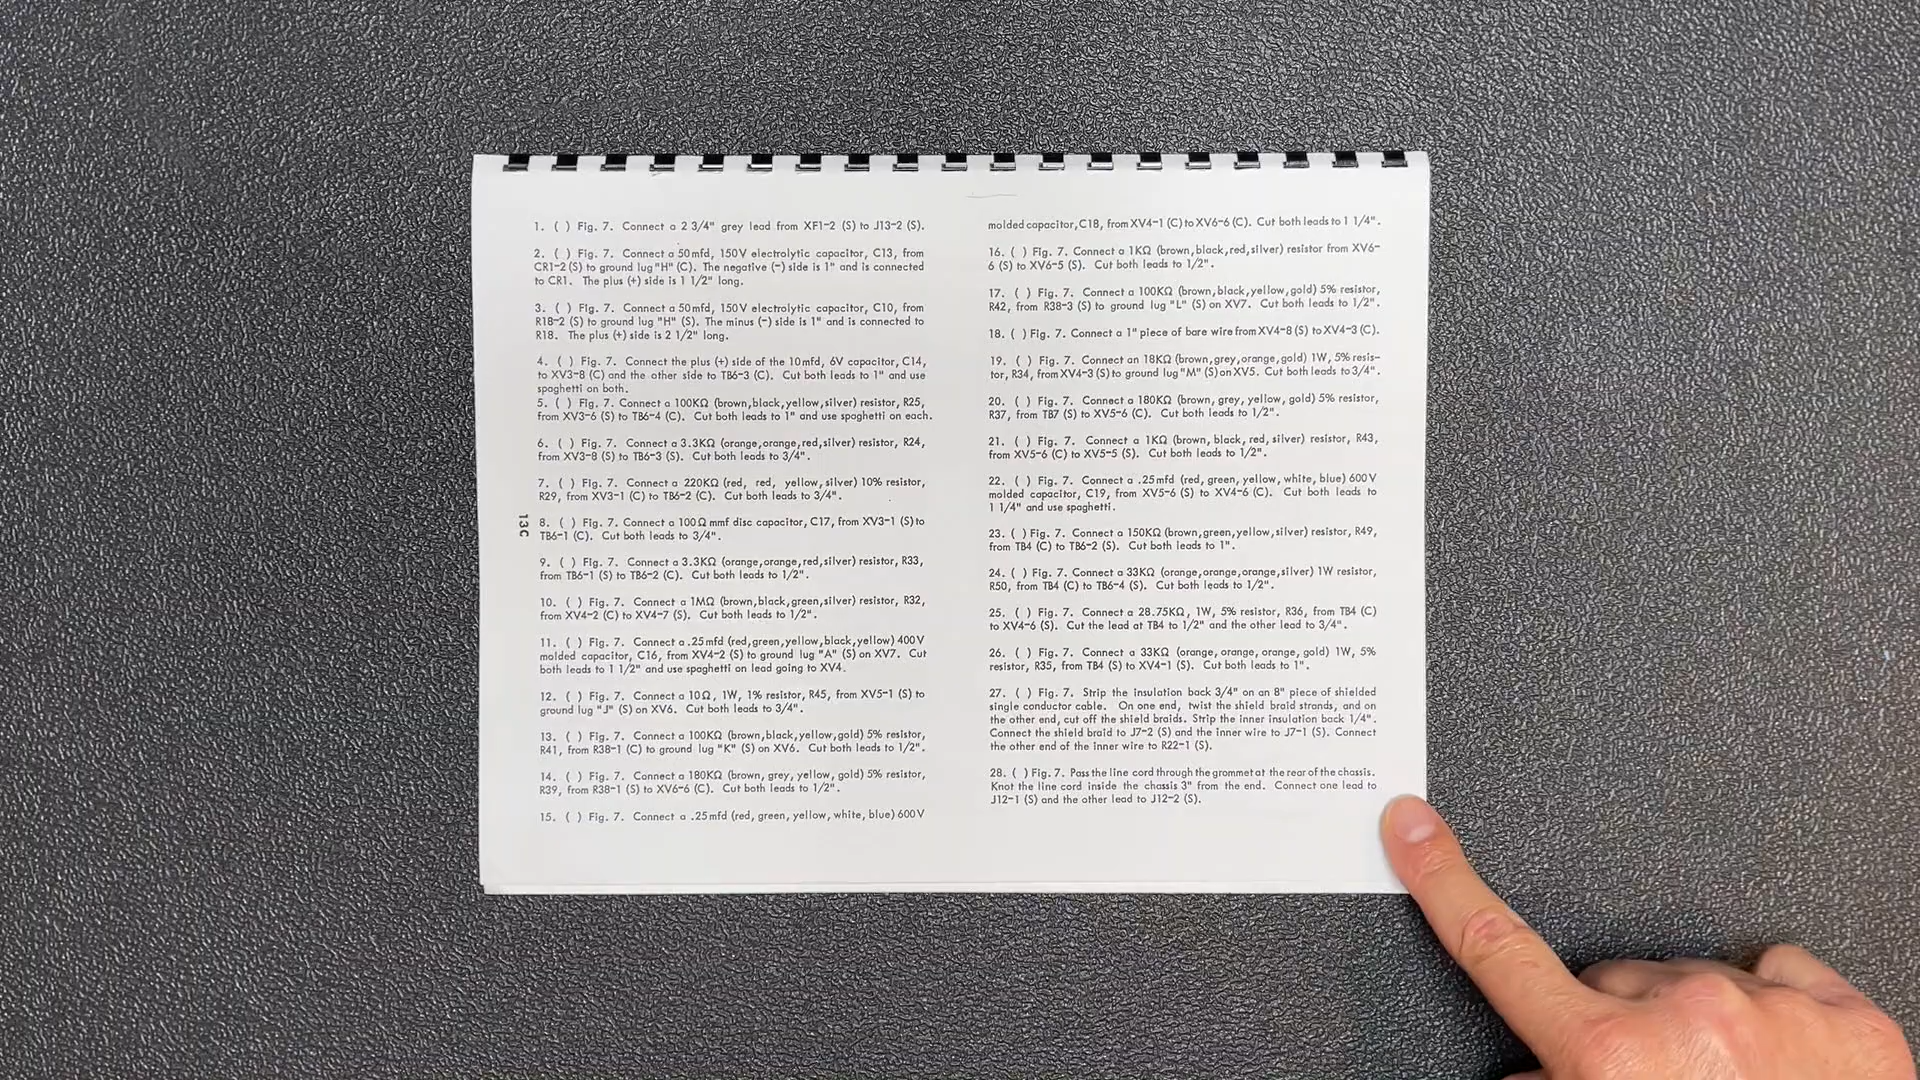 1. ( ) Fig. 7. Connect a 2 3/4" grey lead from XF1-2 (S) to J13-2 (S).
2. ( ) Fig. 7. Connect a 50mfd, 150V electrolytic capacitor, C13, from
CR1-2 (S) to ground lug "H" (C). The negative (-) side is 1" and is connected
to CR1. The plus (+) side is 1 1/2" long.
3. ( ) Fig. 7. Connect a 50mfd, 150V electrolytic capacitor, C10, from
R18-2 (S) to ground lug "H" (S). The minus (-) side is 1" and is connected to
R18. The plus (+) side is 2 1/2" long.
4. ( ) Fig. 7. Connect the plus (+) side of the 10mfd, 6V capacitor, C14,
to XV3-8 (C) and the other side to TB6-3 (C). Cut both leads to 1" and use
spaghetti on both.
5. ( ) Fig. 7. Connect a 100KΩ (brown,black,yellow,silver) resistor, R25,
from XV3-6 (S) to TB6-4 (C). Cut both leads to 1" and use spaghetti on each.
6. ( ) Fig. 7. Connect a 3.3KΩ (orange,orange,red,silver) resistor, R24,
from XV3-8 (S) to TB6-3 (S). Cut both leads to 3/4".
7. ( ) Fig. 7. Connect a 220KΩ (red, red, yellow, silver) 10% resistor,
R29, from XV3-1 (C) to TB6-2 (C). Cut both leads to 3/4".
8. ( ) Fig. 7. Connect a 100Ω mmf disc capacitor, C17, from XV3-1 (S) to
TB6-1 (C). Cut both leads to 3/4".
9. ( ) Fig. 7. Connect a 3.3KΩ (orange,orange,red,silver) resistor, R33,
from TB6-1 (S) to TB6-2 (C). Cut both leads to 1/2".
10. ( ) Fig. 7. Connect a 1MΩ (brown,black,green,silver) resistor, R32,
from XV4-2 (C) to XV4-7 (S). Cut both leads to 1/2".
11. ( ) Fig. 7. Connect a .25mfd (red,green,yellow,black,yellow) 400V
molded capacitor, C16, from XV4-2 (S) to ground lug "A" (S) on XV7. Cut
both leads to 1 1/2" and use spaghetti on lead going to XV4.
12. ( ) Fig. 7. Connect a 10Ω, 1W, 1% resistor, R45, from XV5-1 (S) to
ground lug "J" (S) on XV6. Cut both leads to 3/4".
13. ( ) Fig. 7. Connect a 100KΩ (brown,black,yellow,gold) 5% resistor,
R41, from R38-1 (C) to ground lug "K" (S) on XV6. Cut both leads to 1/2".
14. ( ) Fig. 7. Connect a 180KΩ (brown, grey, yellow, gold) 5% resistor,
R39, from R38-1 (S) to XV6-6 (C). Cut both leads to 1/2".
15. ( ) Fig. 7. Connect a .25mfd (red, green, yellow, white, blue) 600V
13C
molded capacitor, C18, from XV4-1 (C) to XV6-6 (C). Cut both leads to 1 1/4".
16. ( ) Fig. 7. Connect a 1KΩ (brown,black,red,silver) resistor from XV6-
6 (S) to XV6-5 (S). Cut both leads to 1/2".
17. ( ) Fig. 7. Connect a 100KΩ (brown,black,yellow,gold) 5% resistor,
R42, from R38-3 (S) to ground lug "L" (S) on XV7. Cut both leads to 1/2".
18. ( ) Fig. 7. Connect a 1" piece of bare wire from XV4-8 (S) to XV4-3 (C).
19. ( ) Fig. 7. Connect an 18KΩ (brown,grey,orange,gold) 1W, 5% resis-
tor, R34, from XV4-3 (S) to ground lug "M" (S) on XV5. Cut both leads to 3/4".
20. ( ) Fig. 7. Connect a 180KΩ (brown, grey, yellow, gold) 5% resistor,
R37, from TB7 (S) to XV5-6 (C). Cut both leads to 1/2".
21. ( ) Fig. 7. Connect a 1KΩ (brown, black, red, silver) resistor, R43,
from XV5-6 (C) to XV5-5 (S). Cut both leads to 1/2".
22. ( ) Fig. 7. Connect a .25mfd (red, green, yellow, white, blue) 600V
molded capacitor, C19, from XV5-6 (S) to XV4-6 (C). Cut both leads to
1 1/4" and use spaghetti.
23. ( ) Fig. 7. Connect a 150KΩ (brown,green,yellow,silver) resistor, R49,
from TB4 (C) to TB6-2 (S). Cut both leads to 1".
24. ( ) Fig. 7. Connect a 33KΩ (orange,orange,orange,silver) 1W resistor,
R50, from TB4 (C) to TB6-4 (S). Cut both leads to 1/2".
25. ( ) Fig. 7. Connect a 28.75KΩ, 1W, 5% resistor, R36, from TB4 (C)
to XV4-6 (S). Cut the lead at TB4 to 1/2" and the other lead to 3/4".
26. ( ) Fig. 7. Connect a 33KΩ (orange, orange, orange, gold) 1W, 5%
resistor, R35, from TB4 (S) to XV4-1 (S). Cut both leads to 1".
27. ( ) Fig. 7. Strip the insulation back 3/4" on an 8" piece of shielded
single conductor cable. On one end, twist the shield braid strands, and on
the other end, cut off the shield braids. Strip the inner insulation back 1/4".
Connect the shield braid to J7-2 (S) and the inner wire to J7-1 (S). Connect
the other end of the inner wire to R22-1 (S).
28. ( ) Fig. 7. Pass the line cord through the grommet at the rear of the chassis.
Knot the line cord inside the chassis 3" from the end. Connect one lead to
J12-1 (S) and the other lead to J12-2 (S).